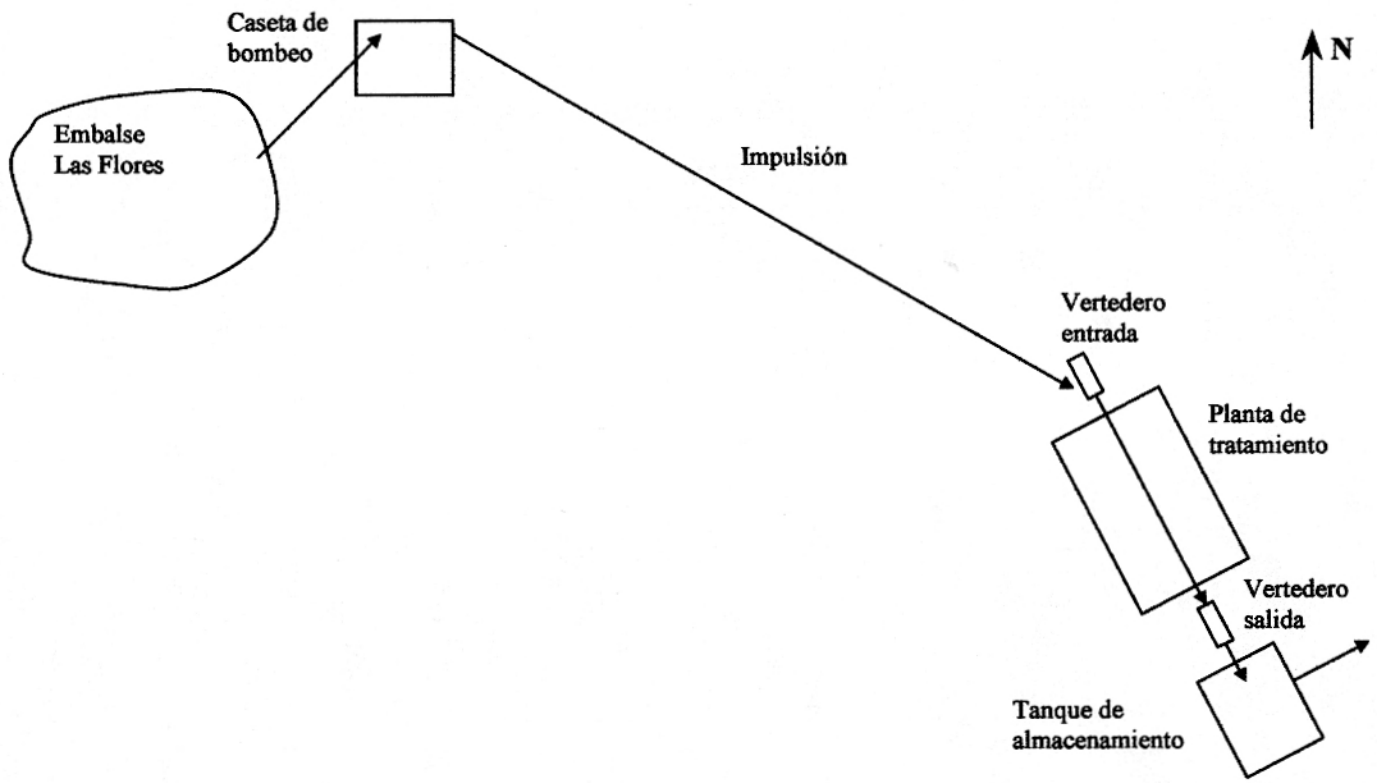 Caseta de
bombeo
N
Embalse
Las Flores
Impulsión
Vertedero
entrada
Planta de
tratamiento
Vertedero
salida
Tanque de
almacenamiento